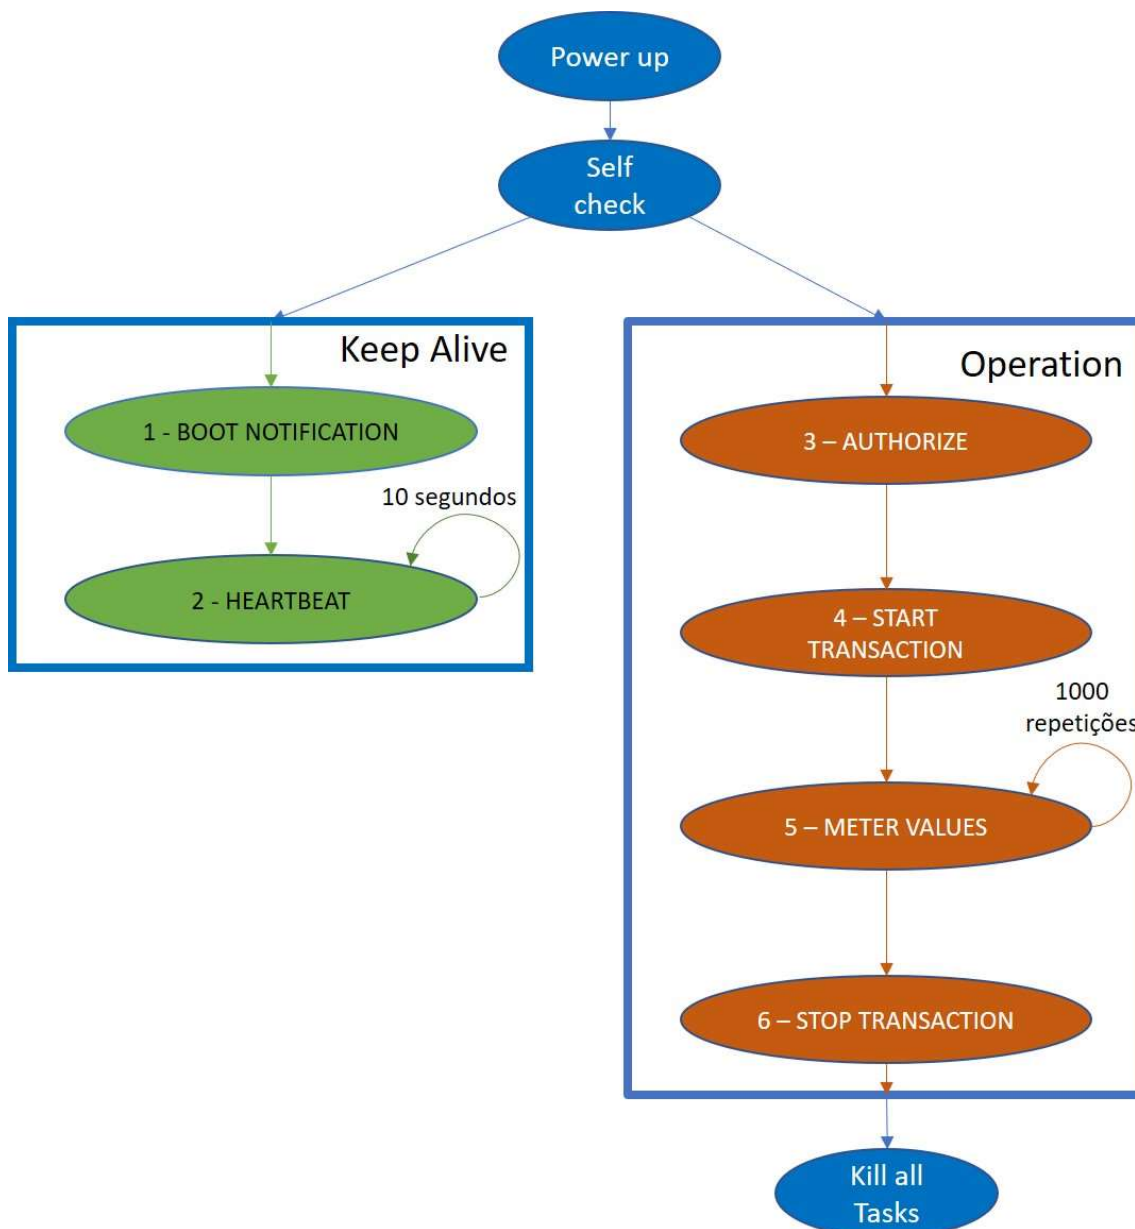 Power up
Self
check
Keep Alive
1 - BOOT NOTIFICATION
10 segundos
2 - HEARTBEAT
Operation
3 – AUTHORIZE
4 – START
TRANSACTION
1000
repetições
5 – METER VALUES
6 – STOP TRANSACTION
Kill all
Tasks